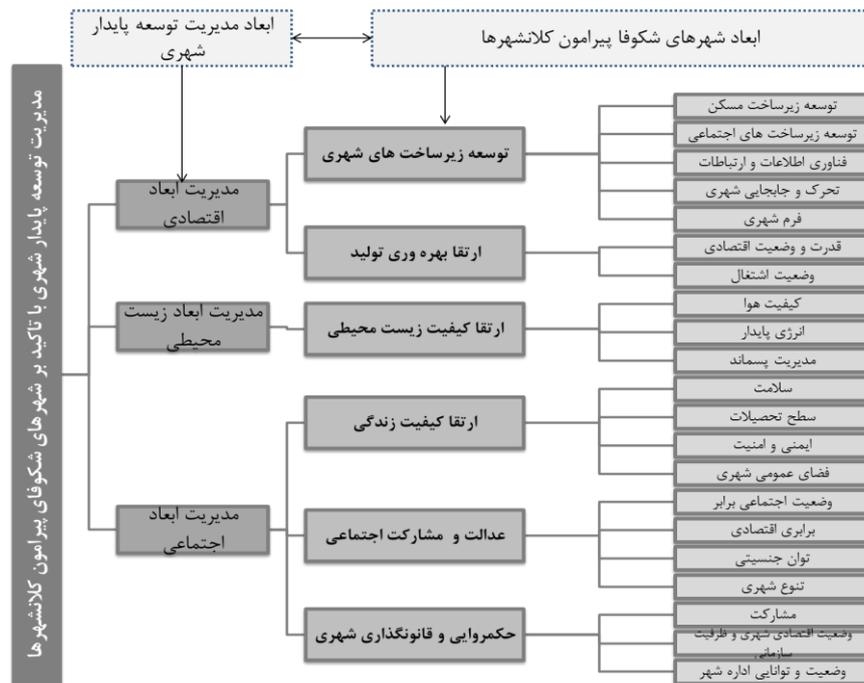 ابعاد مدیریت توسعه پایدار
شهری
ابعاد شهرهای شکوفا پیرامون کلانشهرها
مدیریت توسعه پایدار شهری با تاکید بر شهرهای شکوفای پیرامون کلانشهرها
مدیریت ابعاد
اقتصادی
توسعه زیرساخت های شهری
توسعه زیرساخت مسکن
توسعه زیرساخت های اجتماعی
فناوری اطلاعات و ارتباطات
تحرک و جابجایی شهری
فرم شهری
ارتقا بهره وری تولید
قدرت و وضعیت اقتصادی
وضعیت اشتغال
مدیریت ابعاد زیست
محیطی
ارتقا کیفیت زیست محیطی
کیفیت هوا
انرژی پایدار
مدیریت پسماند
مدیریت ابعاد
اجتماعی
ارتقا کیفیت زندگی
سلامت
سطح تحصیلات
ایمنی و امنیت
فضای عمومی شهری
عدالت و مشارکت اجتماعی
وضعیت اجتماعی برابر
برابری اقتصادی
توان جنسیتی
تنوع شهری
حکمروایی و قانونگذاری شهری
مشارکت
وضعیت اقتصادی شهری و ظرفیت
سازمانی
وضعیت و توانایی اداره شهر